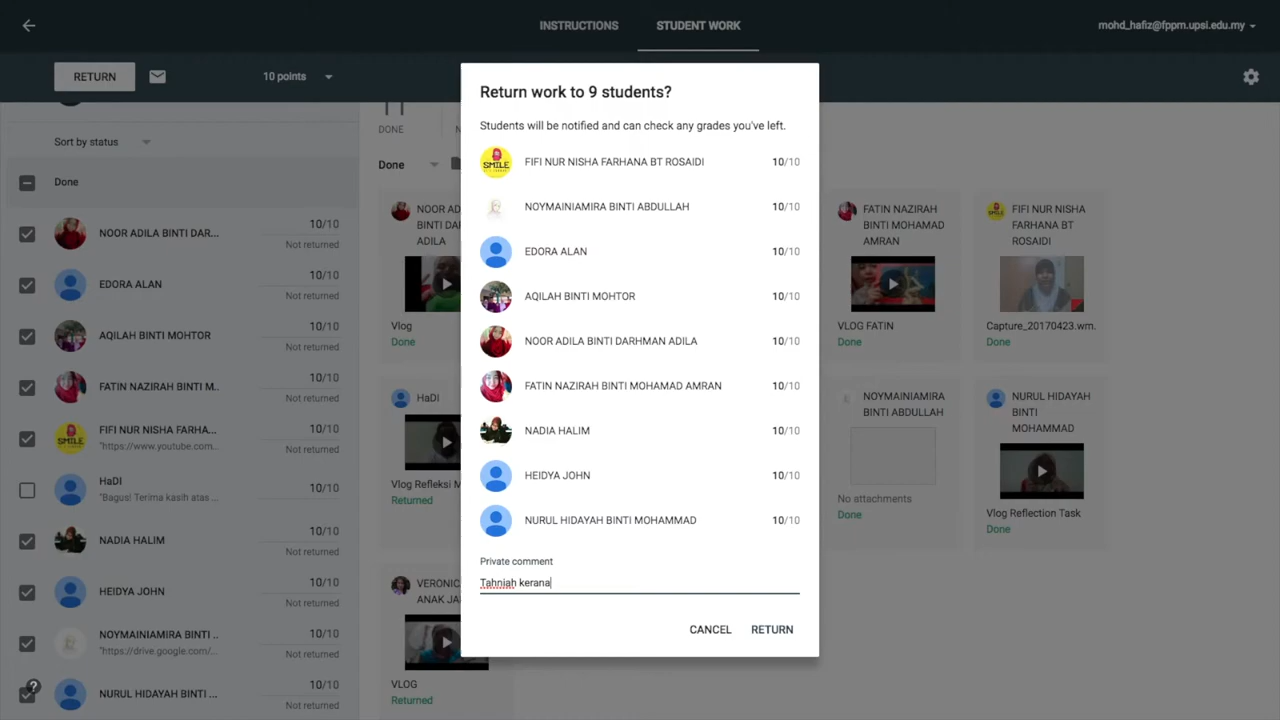 INSTRUCTIONS
STUDENT WORK
mohd_hafiz@fppm.upsi.edu.my
RETURN
10 points
Sort by status
Done
NOOR ADILA BINTI DAR...
10/10
Not returned
EDORA ALAN
10/10
Not returned
AQILAH BINTI MOHTOR
10/10
Not returned
FATIN NAZIRAH BINTI M..
10/10
Not returned
FIFI NUR NISHA FARHA...
"https://www.youtube.com...
10/10
Not returned
HaDI
"Bagus! Terima kasih atas ...
10/10
NADIA HALIM
10/10
Not returned
HEIDYA JOHN
10/10
Not returned
NOYMAINIAMIRA BINTI ..
"https://drive.google.com/...
10/10
Not returned
NURUL HIDAYAH BINTI ...
10/10
DONE
Done
NOOR AD
BINTI DA
ADILA
Vlog
Done
HaDI
Vlog Refleksi M
Returned
VERONIC
ANAK JA
VLOG
Returned
Return work to 9 students?
Students will be notified and can check any grades you've left.
SMILE
FIFI NUR NISHA FARHANA BT ROSAIDI 10/10
NOYMAINIAMIRA BINTI ABDULLAH 10/10
EDORA ALAN 10/10
AQILAH BINTI MOHTOR 10/10
NOOR ADILA BINTI DARHMAN ADILA 10/10
FATIN NAZIRAH BINTI MOHAMAD AMRAN 10/10
NADIA HALIM 10/10
HEIDYA JOHN 10/10
NURUL HIDAYAH BINTI MOHAMMAD 10/10
Private comment
Tahniah kerana
CANCEL
RETURN
FATIN NAZIRAH
BINTI MOHAMAD
AMRAN
VLOG FATIN
Done
FIFI NUR NISHA
FARHANA BT
ROSAIDI
Capture_20170423.wm.
Done
NOYMAINIAMIRA
BINTI ABDULLAH
No attachments
Done
NURUL HIDAYAH
BINTI
MOHAMMAD
Vlog Reflection Task
Done